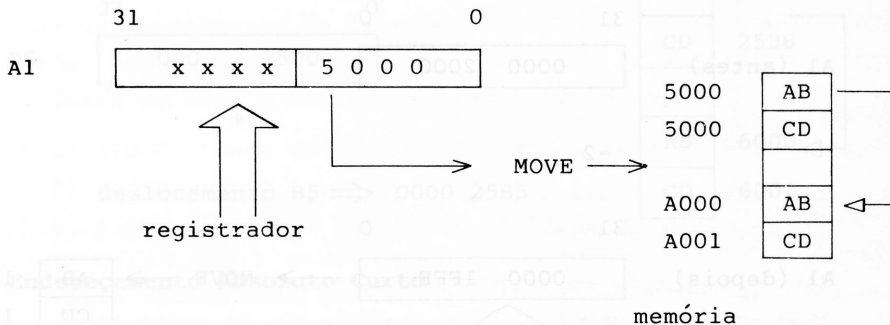 31 0
A1 x x x x 5 0 0 0
5000 AB
5000 CD
MOVE
A000 AB
registrador
A001 CD
memória